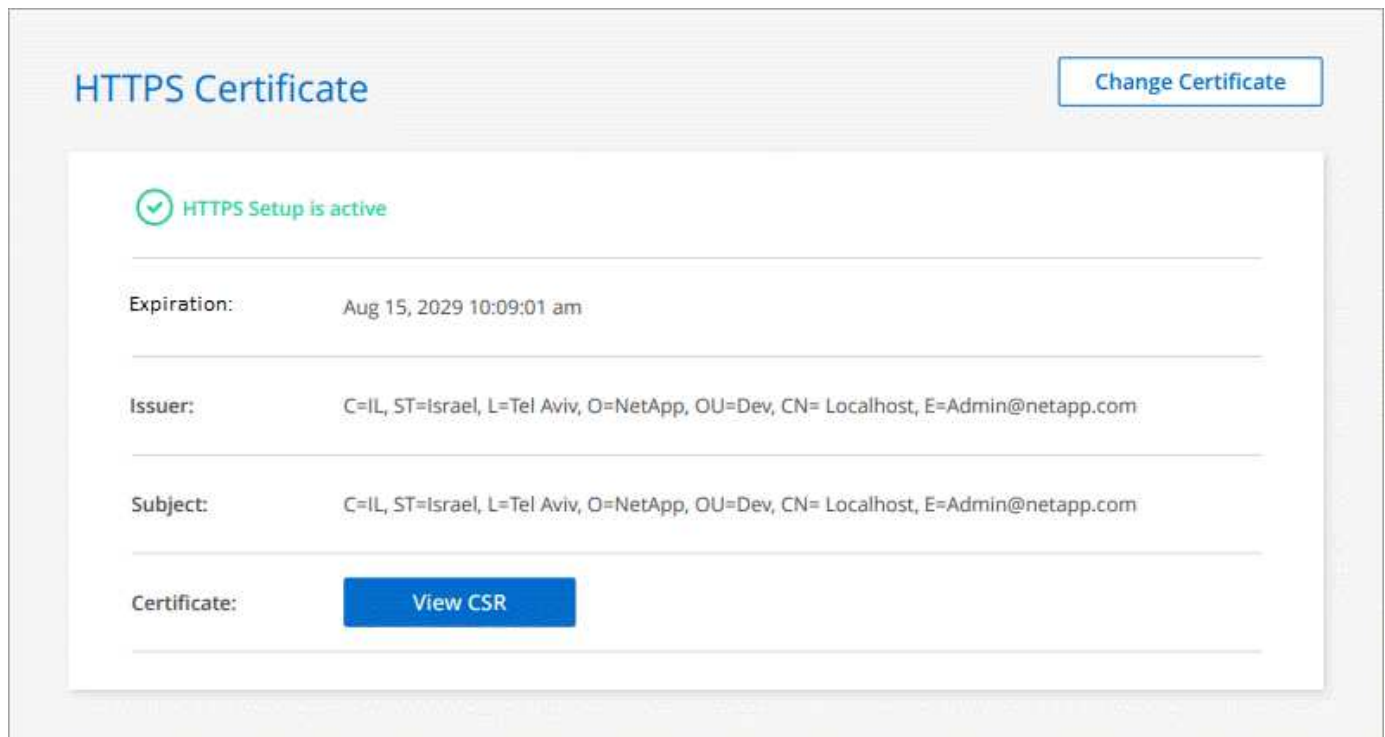 HTTPS Certificate
Change Certificate
HTTPS Setup is active
Expiration: Aug 15, 2029 10:09:01 am
Issuer: C=IL, ST=Israel, L=Tel Aviv, O=NetApp, OU=Dev, CN= Localhost, E=Admin@netapp.com
Subject: C=IL, ST=Israel, L=Tel Aviv, O=NetApp, OU=Dev, CN= Localhost, E=Admin@netapp.com
Certificate: View CSR